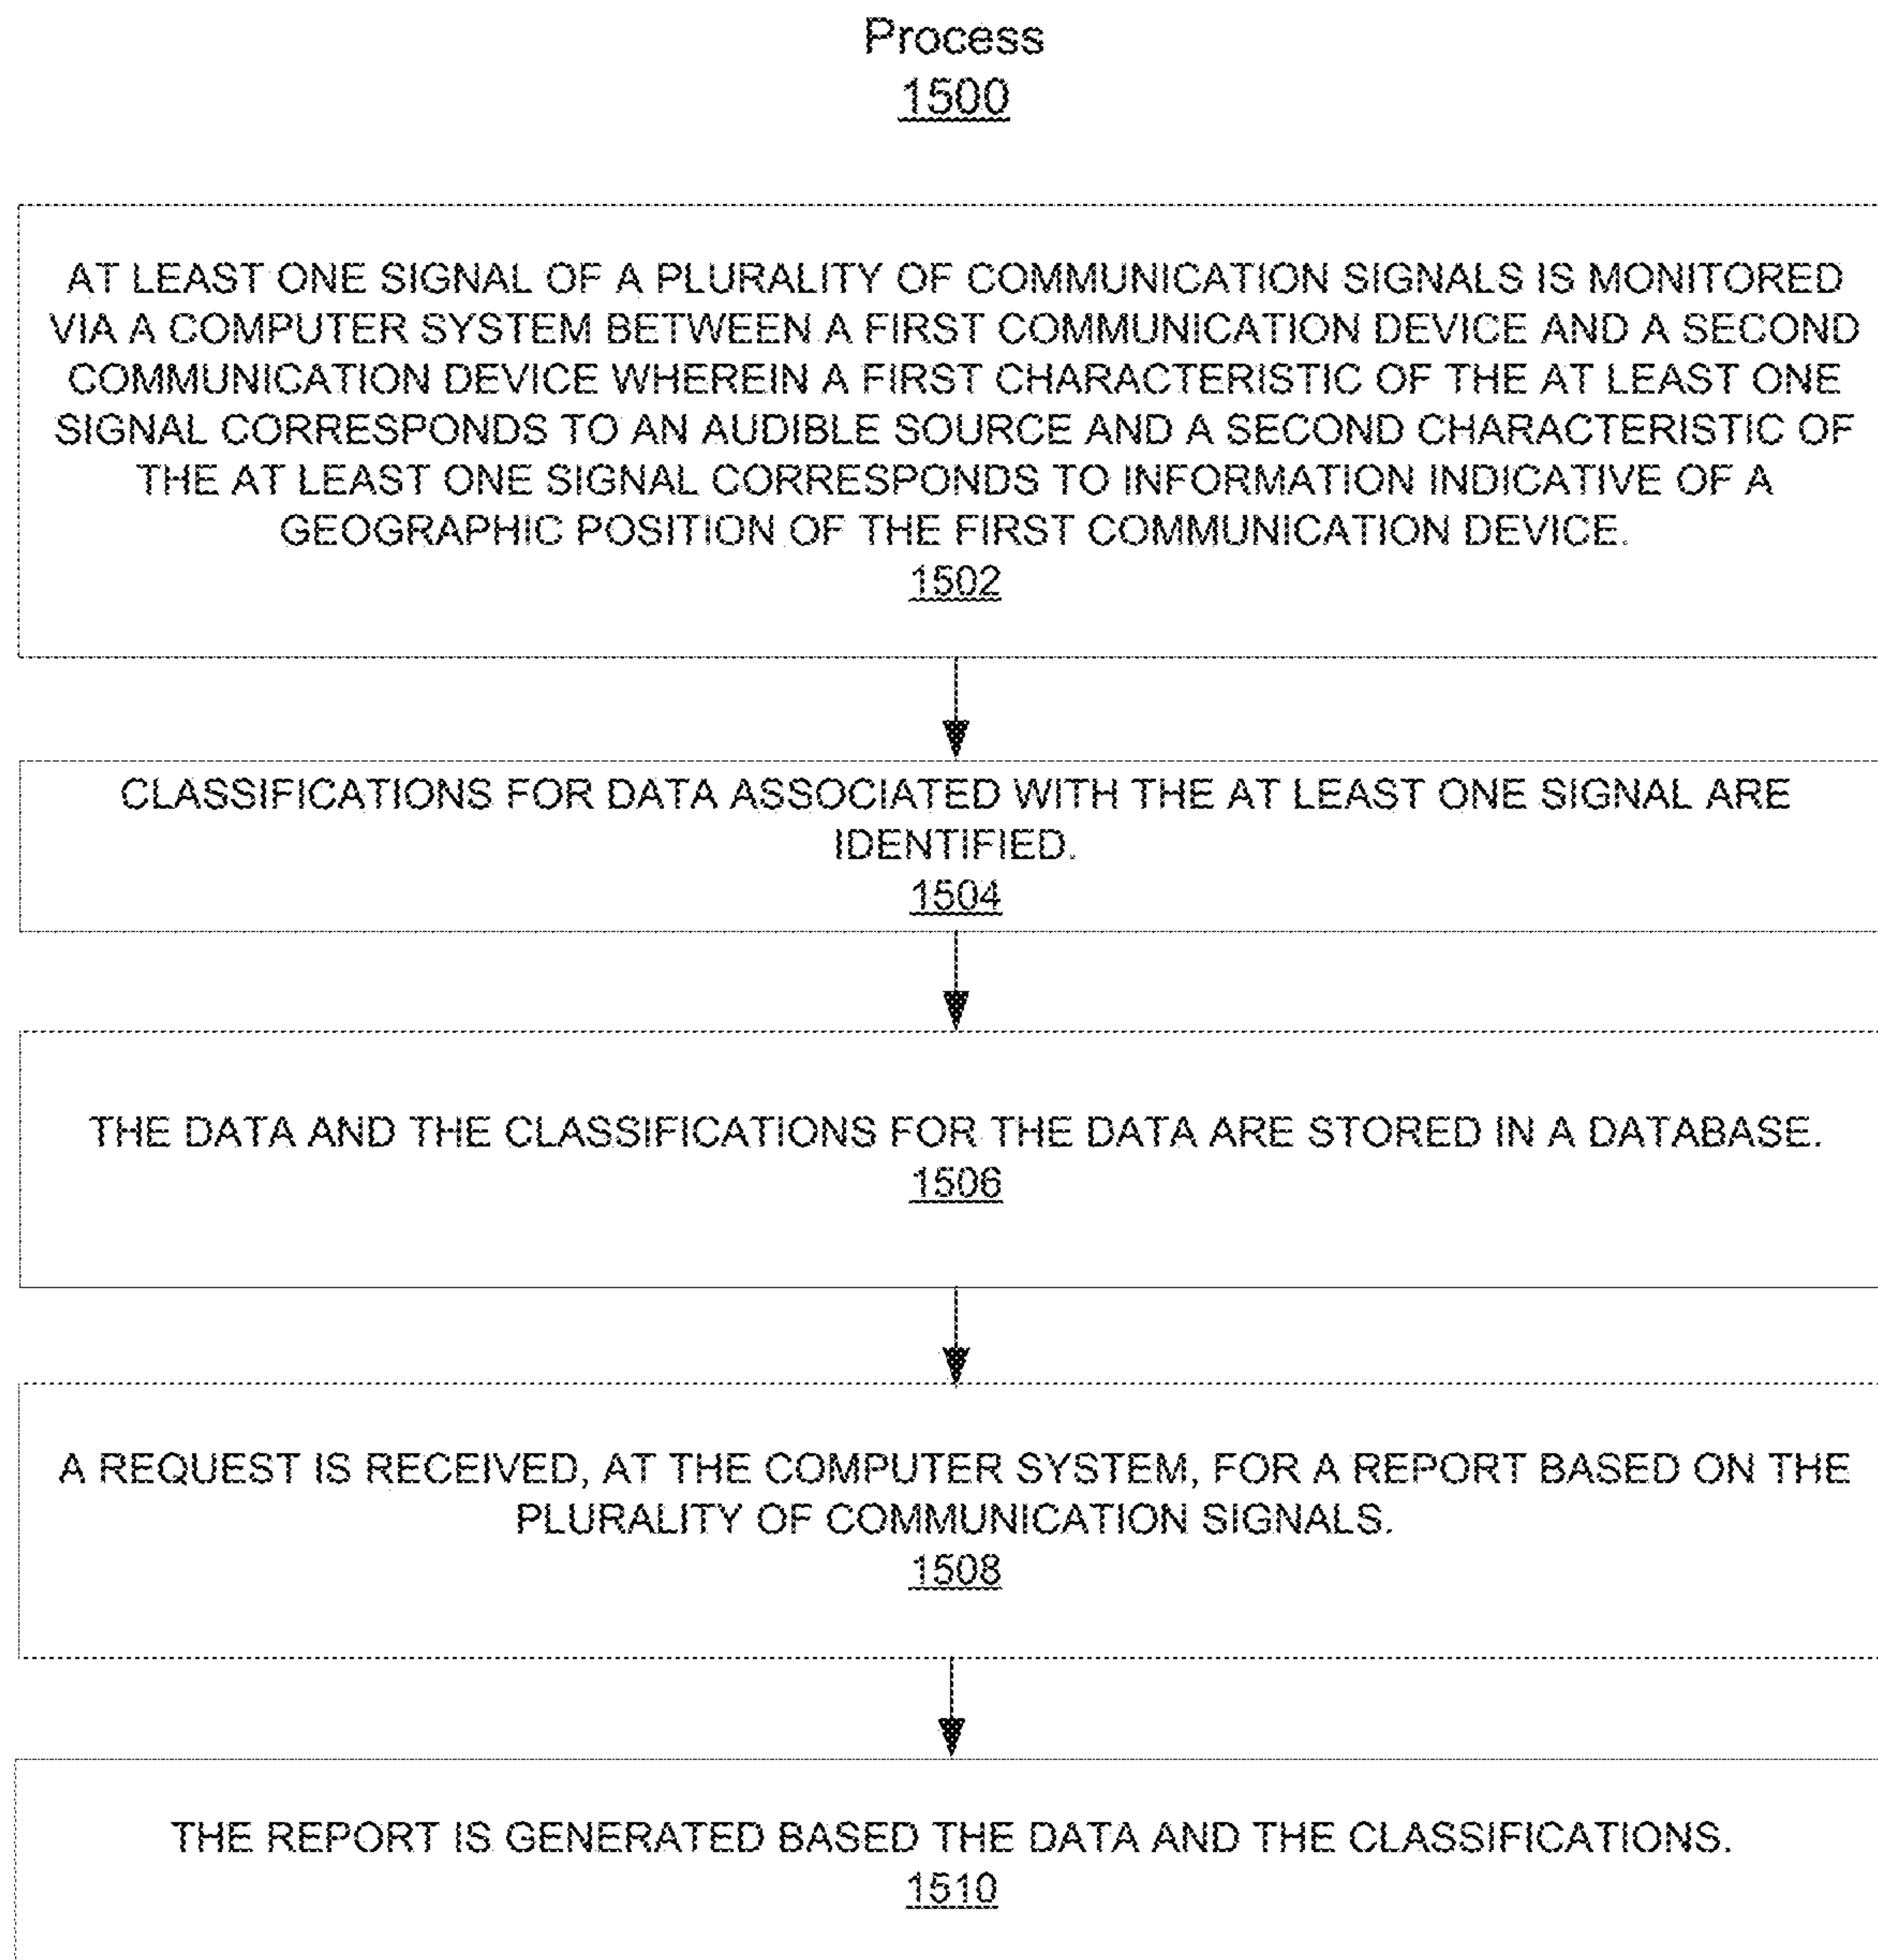 Process
1500
AT LEAST ONE SIGNAL OF A PLURALITY OF COMMUNICATION SIGNALS IS MONITORED
VIA A COMPUTER SYSTEM BETWEEN A FIRST COMMUNICATION DEVICE AND A SECOND
COMMUNICATION DEVICE WHEREIN A FIRST CHARACTERISTIC OF THE AT LEAST ONE
SIGNAL CORRESPONDS TO AN AUDIBLE SOURCE AND A SECOND CHARACTERISTIC OF
THE AT LEAST ONE SIGNAL CORRESPONDS TO INFORMATION INDICATIVE OF A
GEOGRAPHIC POSITION OF THE FIRST COMMUNICATION DEVICE.
1502
CLASSIFICATIONS FOR DATA ASSOCIATED WITH THE AT LEAST ONE SIGNAL ARE
IDENTIFIED.
1504
THE DATA AND THE CLASSIFICATIONS FOR THE DATA ARE STORED IN A DATABASE.
1506
A REQUEST IS RECEIVED, AT THE COMPUTER SYSTEM, FOR A REPORT BASED ON THE
PLURALITY OF COMMUNICATION SIGNALS.
1508
THE REPORT IS GENERATED BASED THE DATA AND THE CLASSIFICATIONS.
1510